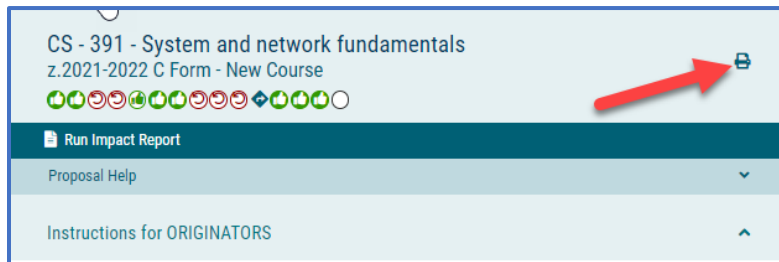 CS - 391 - System and network fundamentals
z.2021-2022 C Form - New Course
Run Impact Report
Proposal Help
Instructions for ORIGINATORS